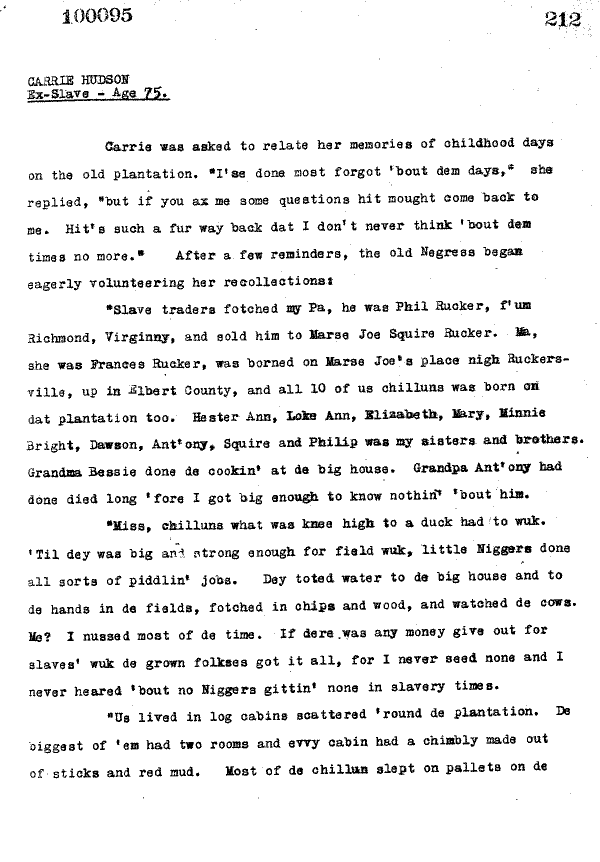 100095
212
CARRIE HUDSON
Ex-Slave - Age 75.
Carrie was asked to relate her memories of childhood days
on the old plantation. "I'se done most forgot 'bout dem days," she
replied, "but if you ax me some questions hit mought come back to
me. Hit's such a fur way back dat I don't never think 'bout dem
times no more." After a few reminders, the old Negress began
eagerly volunteering her recollections:
"Slave traders fotched my Pa, he was Phil Rucker, f'um
Richmond, Virginny, and sold him to Marse Joe Squire Rucker. Ma,
she was Frances Rucker, was borned on Marse Joe's place nigh Ruckers-
ville, up in Elbert County, and all 10 of us chilluns was born on
dat plantation too. Hester Ann, Loke Ann, Elizabeth, Mary, Minnie
Bright, Dawson, Ant'ony, Squire and Philip was my sisters and brothers.
Grandma Bessie done de cookin' at de big house. Grandpa Ant'ony had
done died long 'fore I got big enough to know nothin' 'bout him.
"Miss, chilluns what was knee high to a duck had to wuk.
'Til dey was big and strong enough for field wuk, little Niggers done
all sorts of piddlin' jobs. Dey toted water to de big house and to
de hands in de fields, fotched in chips and wood, and watched de cows.
Me? I nussed most of de time. If dere was any money give out for
slaves' wuk de grown folkses got it all, for I never seed none and I
never heared 'bout no Niggers gittin' none in slavery times.
"Us lived in log cabins scattered 'round de plantation. De
biggest of 'em had two rooms and evvy cabin had a chimbly made out
of sticks and red mud. Most of de chillun slept on pallets on de